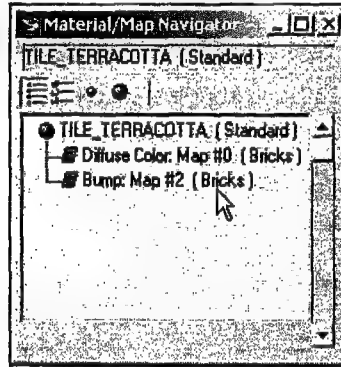 Material/Map Navigator
TILE_TERRACOTTA (Standard)
TILE_TERRACOTTA (Standard)
Diffuse Color: Map #0 (Bricks)
Bump: Map #2 (Bricks)